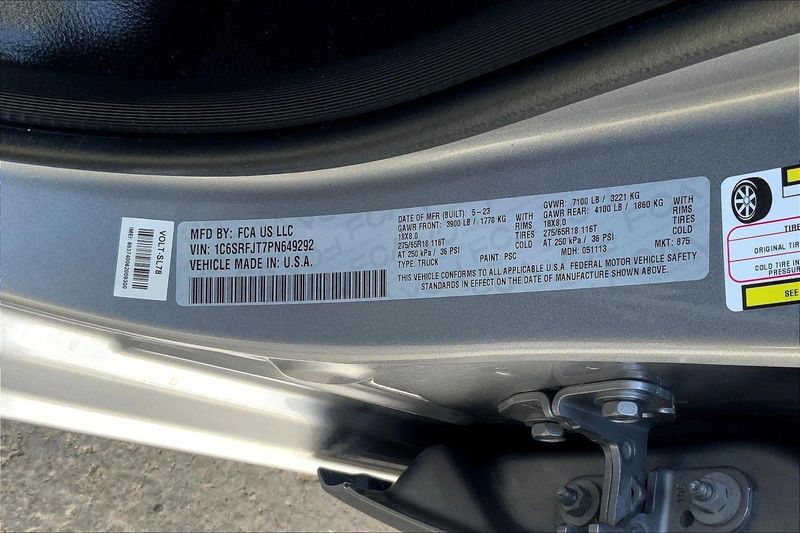 VOLT-SL78
MFD BY: FCA US LLC
VIN: 1C6SRFJT7PN649292
VEHICLE MADE IN: U.S.A.
DATE OF MFR (BUILT): 5-23
GVWR: 7100 LB / 3221 KG
GAWR FRONT: 3900 LB / 1770 KG
GAWR REAR: 4100 LB / 1860 KG
18X8.0 RIMS
18X8.0 RIMS
275/65R18 116T TIRES
275/65R18 116T TIRES
AT 250 kPa / 36 PSI COLD
AT 250 kPa / 36 PSI COLD
TYPE: TRUCK PAINT: PSC MDH: 051113 MKT: 875
THIS VEHICLE CONFORMS TO ALL APPLICABLE U.S.A. FEDERAL MOTOR VEHICLE SAFETY
STANDARDS IN EFFECT ON THE DATE OF MANUFACTURE SHOWN ABOVE.
TIRE
ORIGINAL TIRE
COLD TIRE IN
PRESSURE
SEE